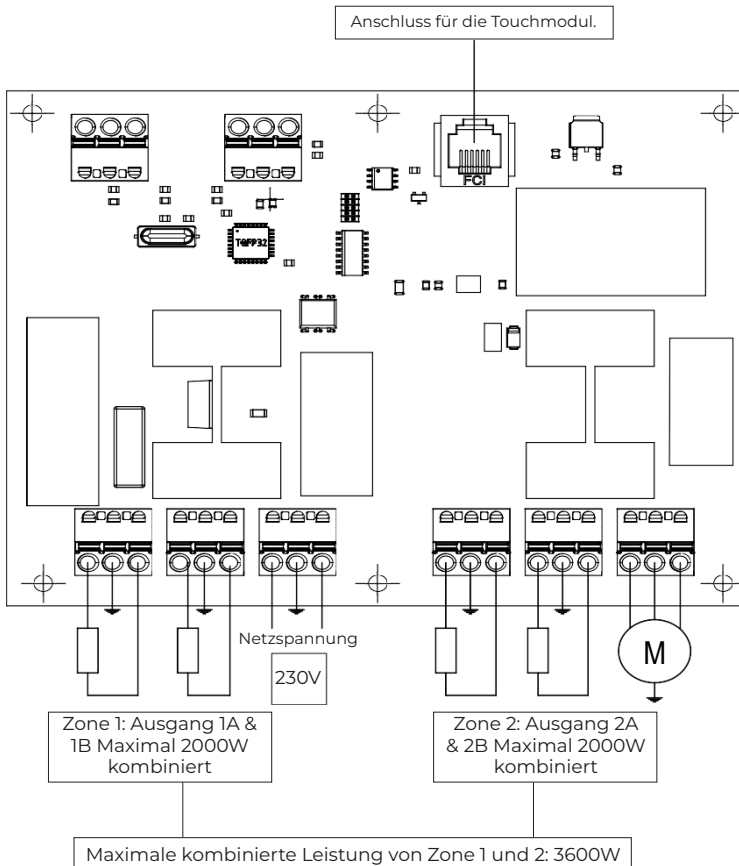 Anschluss für die Touchmodul.
FCI
TQFP32
Netzspannung
230V
M
Zone 1: Ausgang 1A &
1B Maximal 2000W
kombiniert
Zone 2: Ausgang 2A
& 2B Maximal 2000W
kombiniert
Maximale kombinierte Leistung von Zone 1 und 2: 3600W